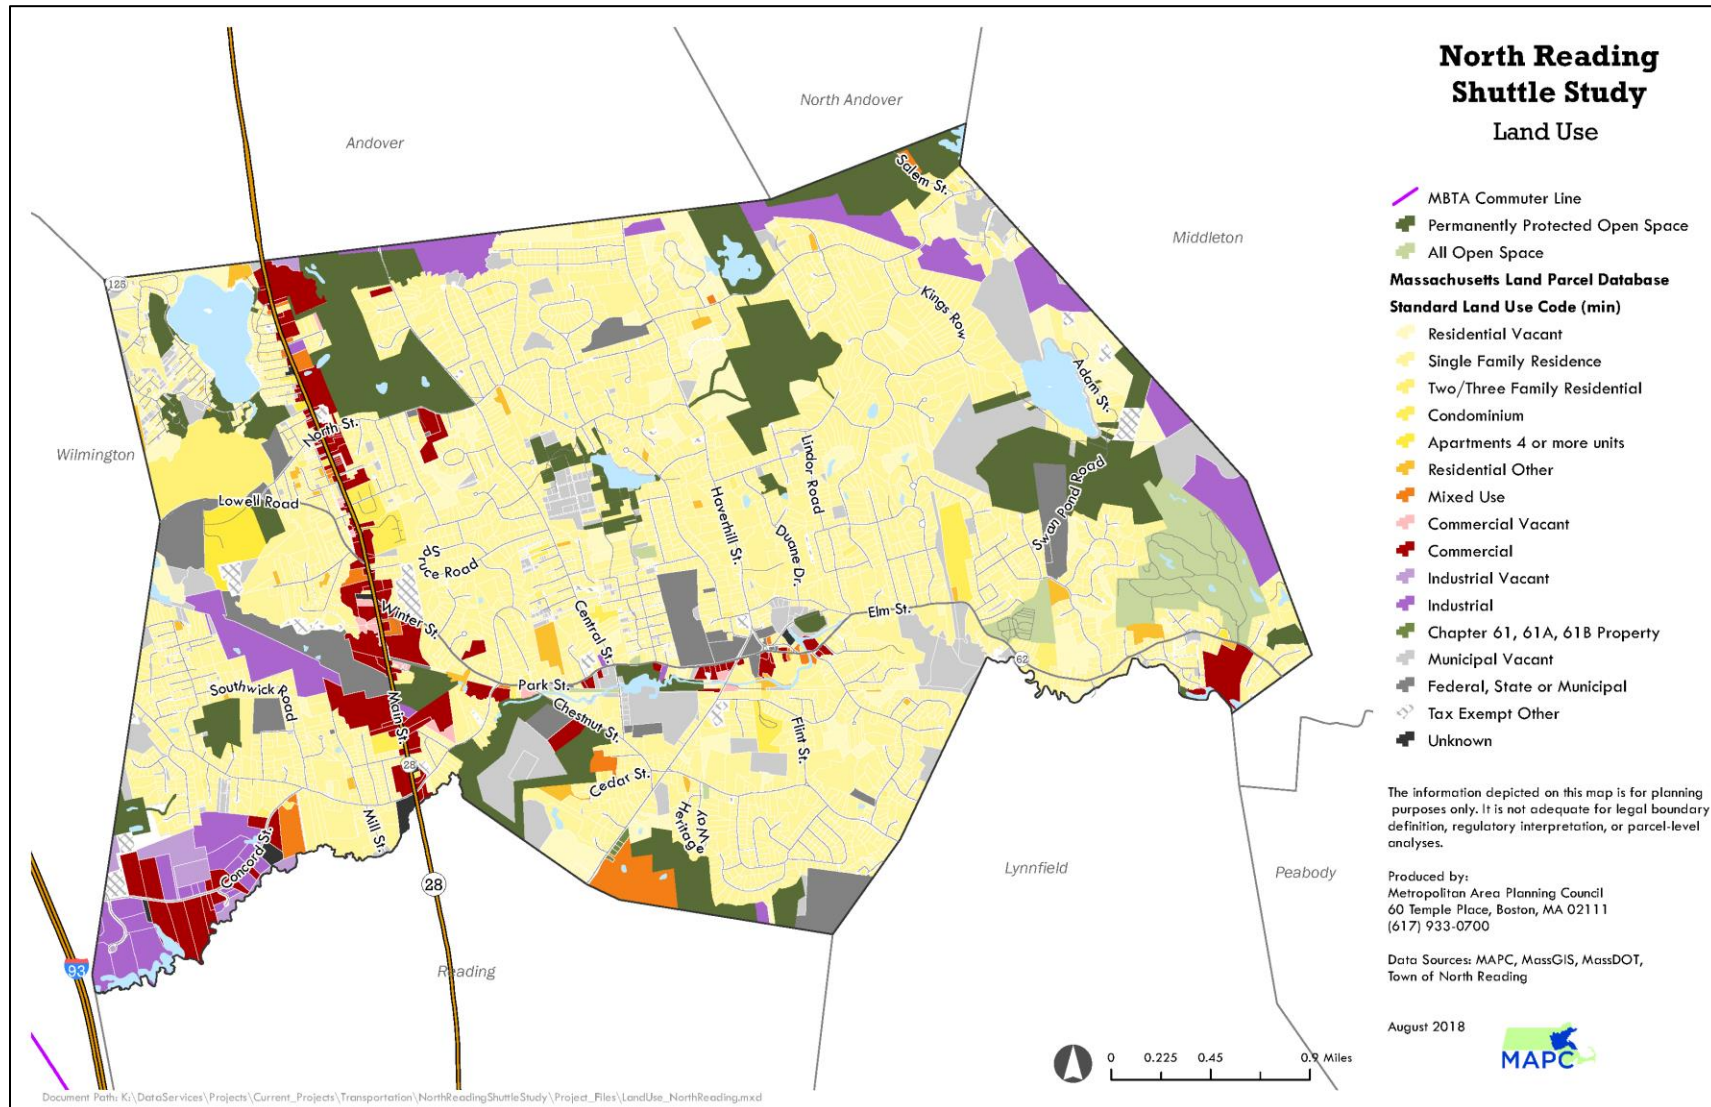 North Reading
Shuttle Study
Land Use
MBTA Commuter Line
Permanently Protected Open Space
All Open Space
Massachusetts Land Parcel Database
Standard Land Use Code (min)
Residential Vacant
Single Family Residence
Two/Three Family Residential
Condominium
Apartments 4 or more units
Residential Other
Mixed Use
Commercial Vacant
Commercial
Industrial Vacant
Industrial
Chapter 61, 61A, 61B Property
Municipal Vacant
Federal, State or Municipal
Tax Exempt Other
Unknown
The information depicted on this map is for planning
purposes only. It is not adequate for legal boundary
definition, regulatory interpretation, or parcel-level
analyses.
Produced by:
Metropolitan Area Planning Council
60 Temple Place, Boston, MA 02111
(617) 933-0700
Data Sources: MAPC, MassGIS, MassDOT,
Town of North Reading
August 2018
MAPC
North Andover
Andover
Middleton
Wilmington
Lynnfield
Peabody
Reading
Salem St.
125
Kings Row
Adam St.
North St.
Lowell Road
Lindor Road
Haverhill St.
Duane Dr.
Swan Pond Road
Spruce Road
Winter St.
Central St.
Elm St.
62
Park St.
Southwick Road
Main St.
Chestnut St.
Flint St.
28
Cedar St.
Heritage Way
Mill St.
Concord St.
28
93
0 0.225 0.45 0.9 Miles
Document Path: K:\DataServices\Projects\Current_Projects\Transportation\NorthReadingShuttleStudy\Project_Files\LandUse_NorthReading.mxd